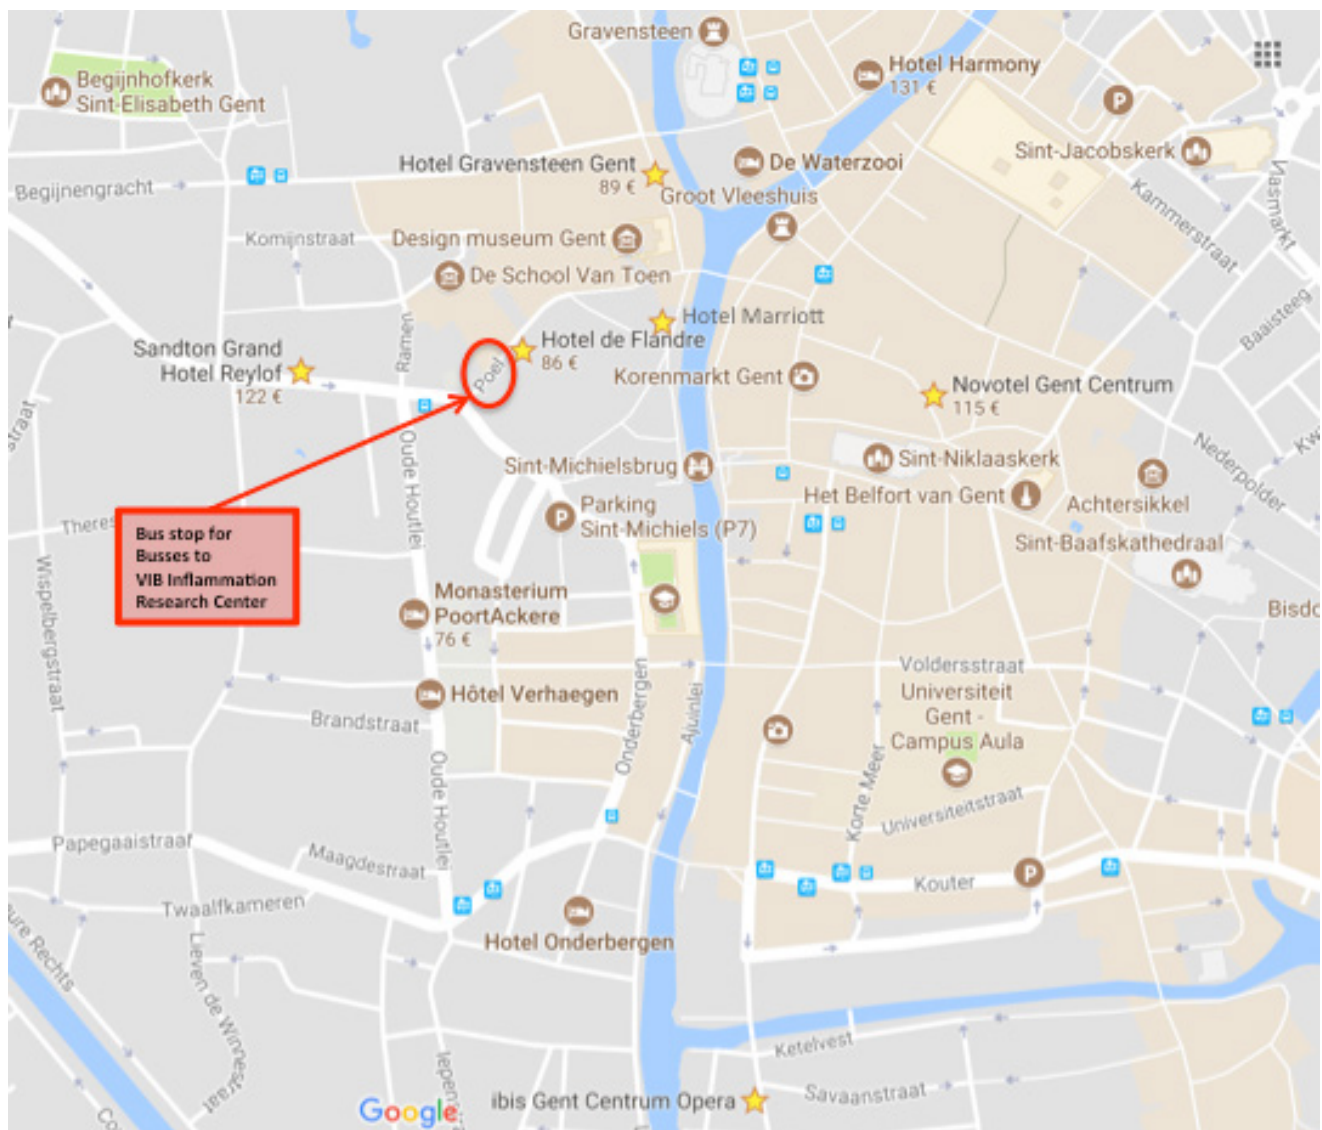 Gravensteen
Hotel Harmony
131 €
Begijnhofkerk
Sint-Elisabeth Gent
Sint-Jacobskerk
Hotel Gravensteen Gent
89 €
De Waterzooi
Groot Vleeshuis
Begijnengracht
Kammerstraat
Komijnstraat
Design museum Gent
De School Van Toen
Baaisteeg
Hotel Marriott
Hotel de Flandre
86 €
Poel
Sandton Grand
Hotel Reylof
122 €
Korenmarkt Gent
Novotel Gent Centrum
115 €
Oude Houtlei
Sint-Michielsbrug
Sint-Niklaaskerk
Nederpolder
Het Belfort van Gent
Achtersikkel
Parking
Sint-Michiels (P7)
Sint-Baafskathedraal
Bus stop for
Busses to
VIB Inflammation
Research Center
Wispelbergstraat
Monasterium
PoortAckere
76 €
Voldersstraat
Universiteit
Gent -
Campus Aula
Hôtel Verhaegen
Brandstraat
Onderbergen
Ajuinlei
Oude Houtlei
Korte Meer
Universiteitstraat
Papegaaistraat
Maagdestraat
Kouter
Twaalfkameren
Hotel Onderbergen
Lieven de Winnestraat
Ketelvest
Savaanstraat
ibis Gent Centrum Opera
Google